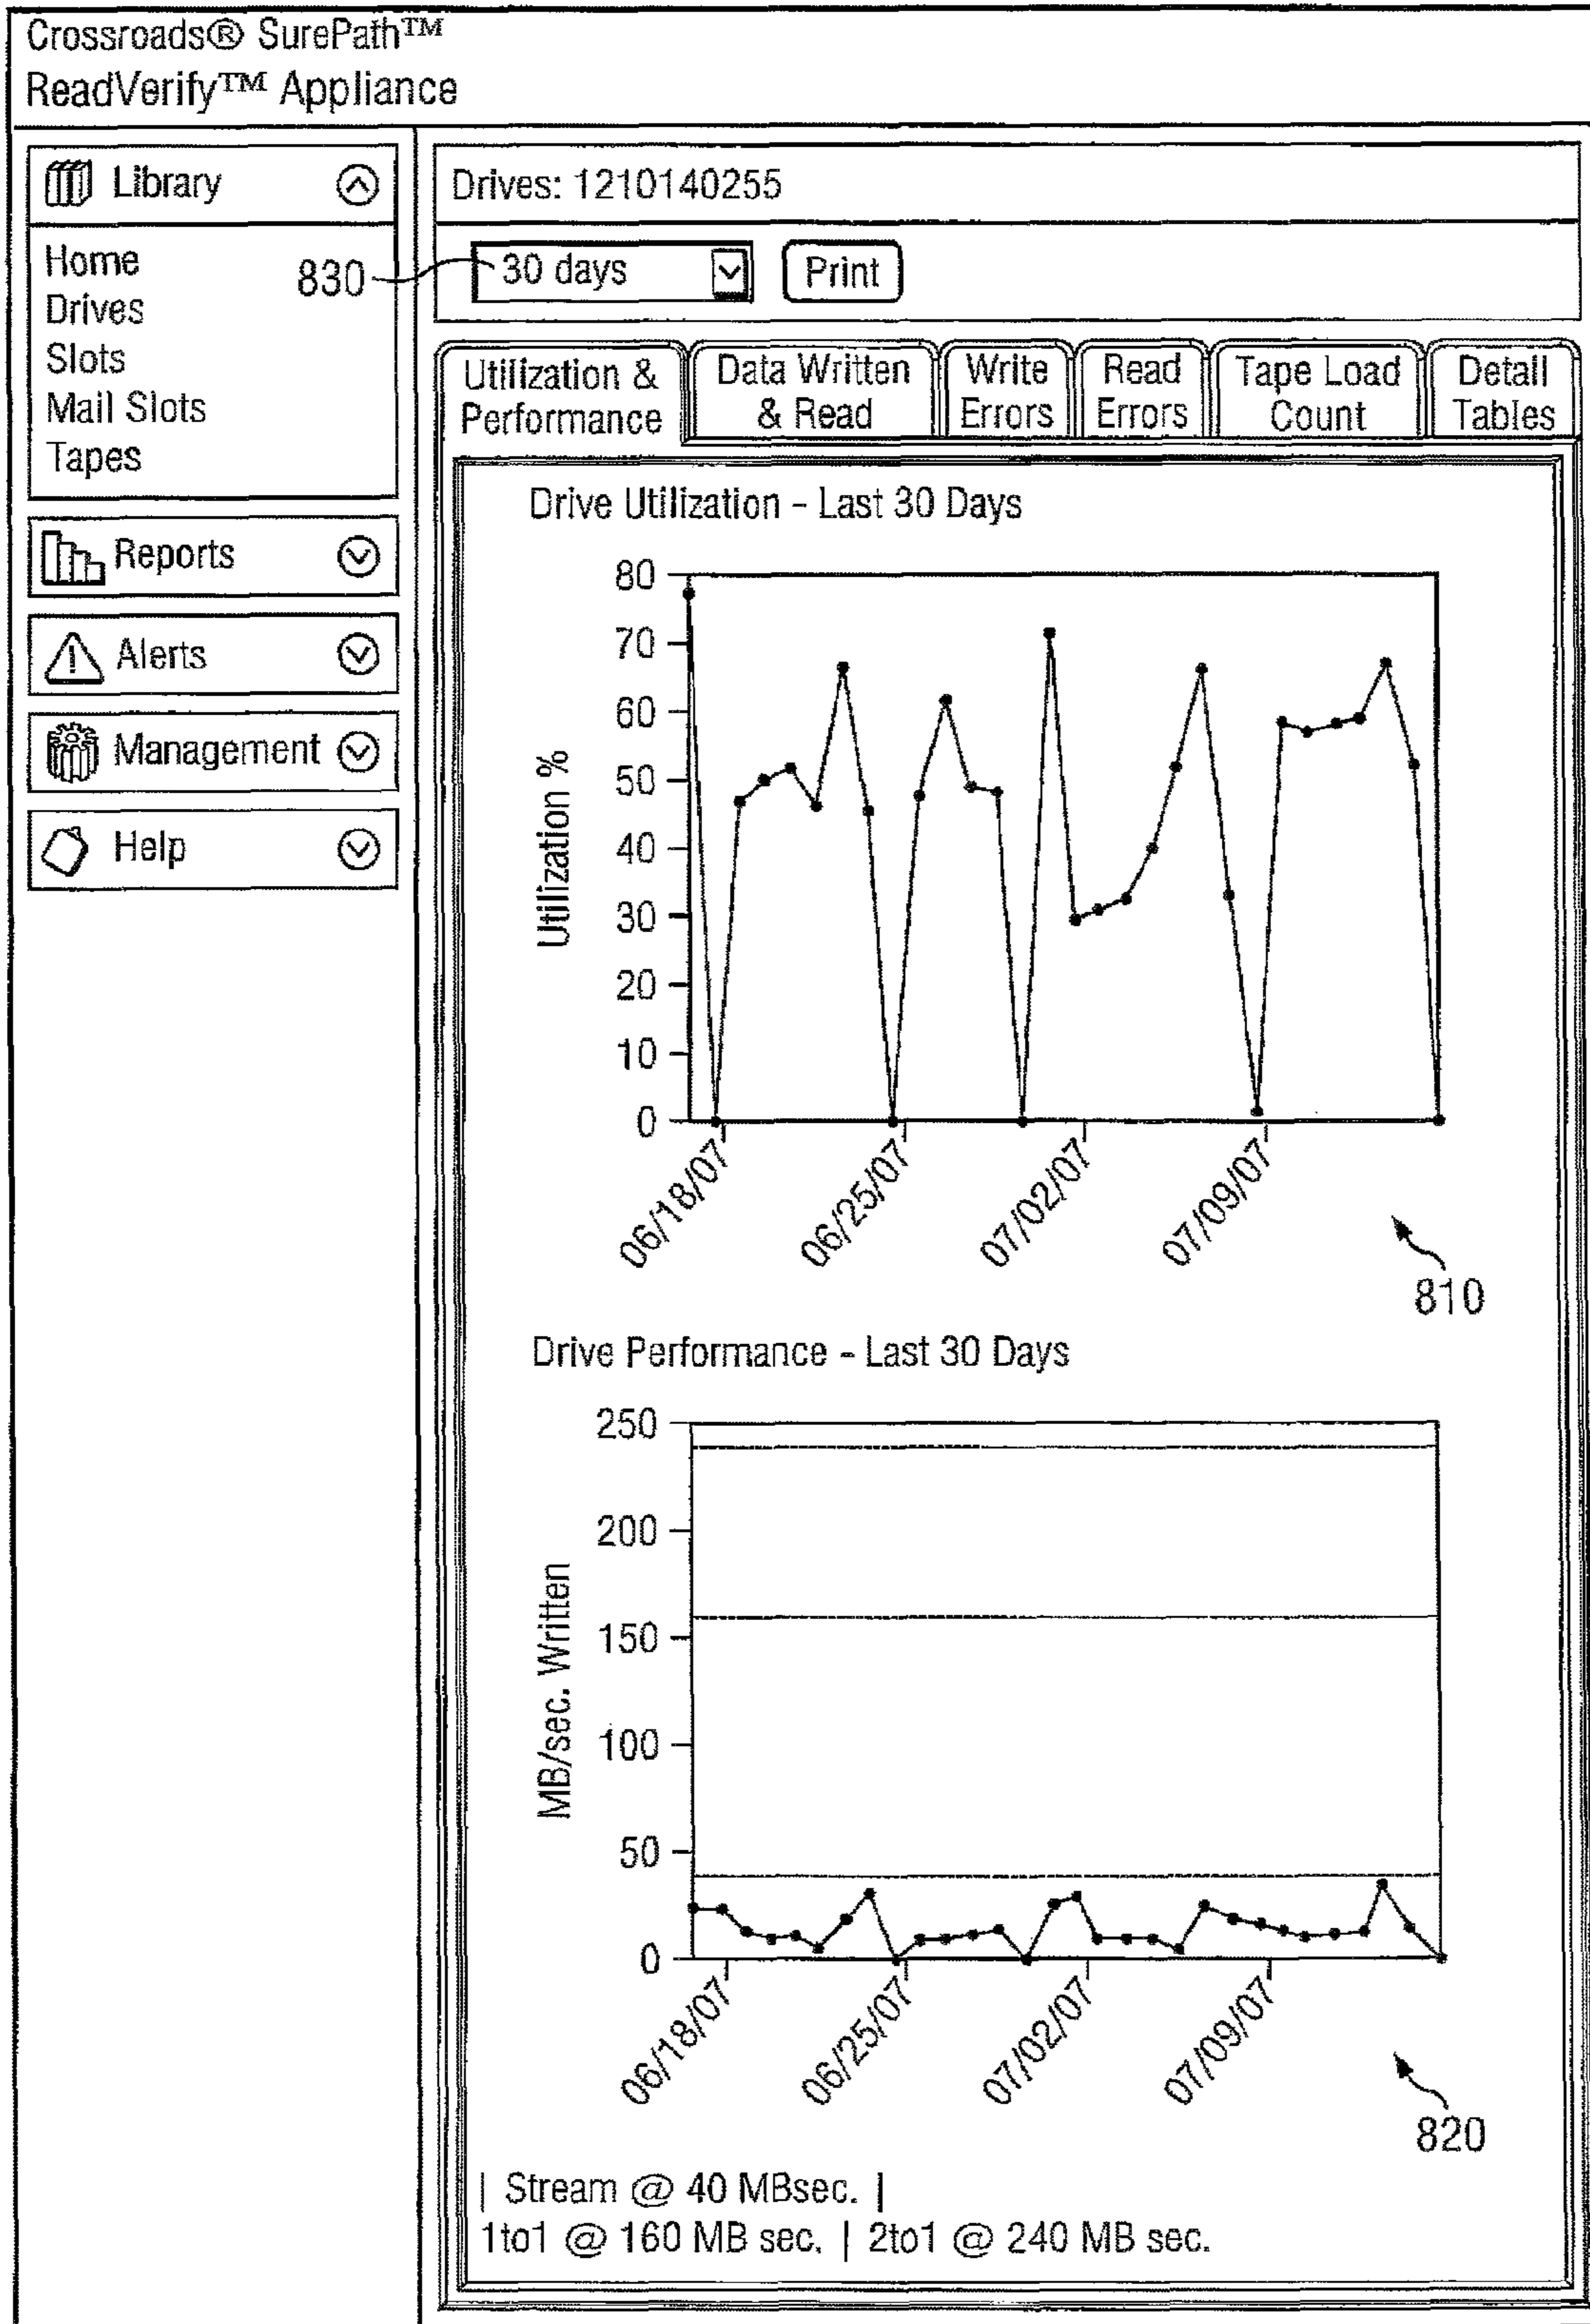 Crossroads® SurePath™
ReadVerify™ Appliance
Library
Home
Drives
Slots
Mail Slots
Tapes
Reports
Alerts
Management
Help
Drives: 1210140255
830
30 days
Print
Utilization &
Performance
Data Written
& Read
Write
Errors
Read
Errors
Tape Load
Count
Detail
Tables
Drive Utilization - Last 30 Days
Utilization %
80
70
60
50
40
30
20
10
0
06/18/07
06/25/07
07/02/07
07/09/07
810
Drive Performance - Last 30 Days
MB/sec. Written
250
200
150
100
50
0
06/18/07
06/25/07
07/02/07
07/09/07
820
| Stream @ 40 MBsec. |
1to1 @ 160 MB sec. | 2to1 @ 240 MB sec.